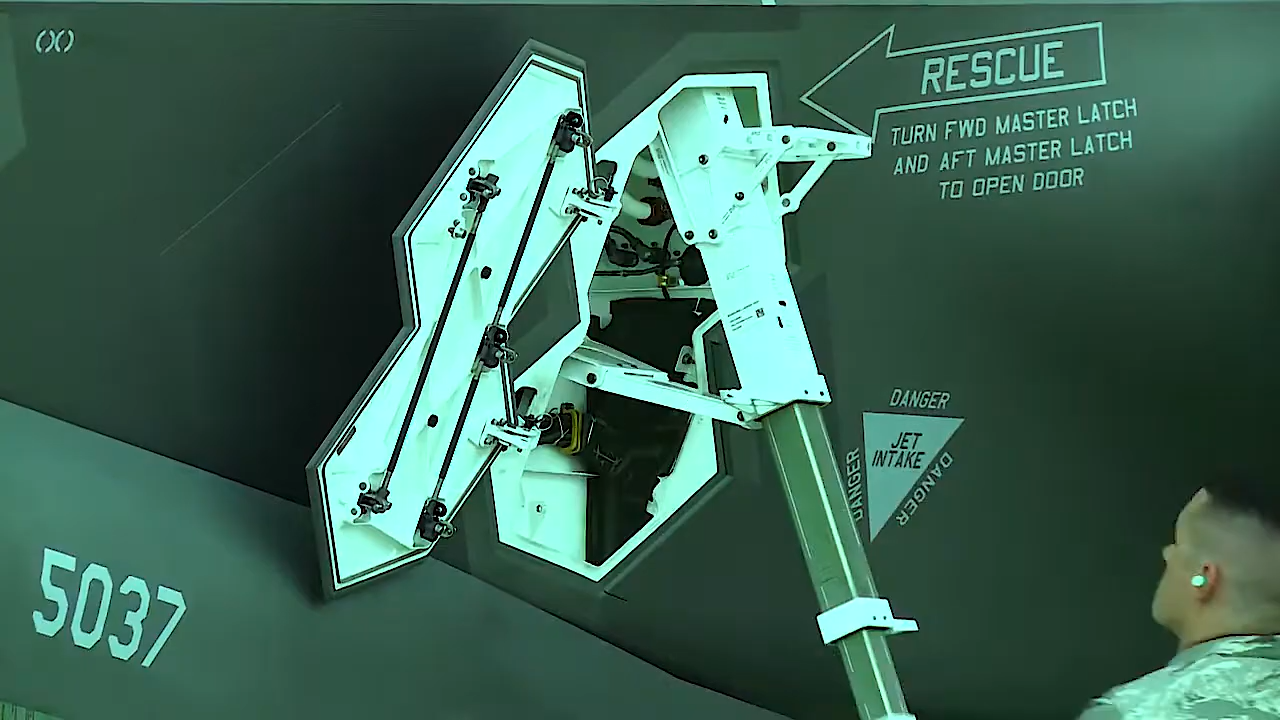 RESCUE
TURN FWD MASTER LATCH
AND AFT MASTER LATCH
TO OPEN DOOR
DANGER
JET
INTAKE
DANGER
DANGER
5037